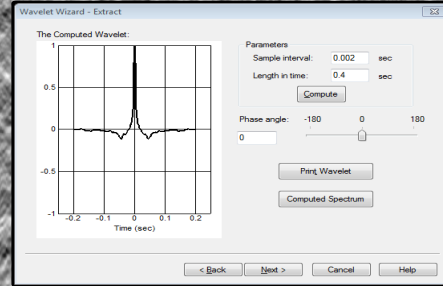 Wavelet Wizard - Extract
The Computed Wavelet:
1
0.5
0
-0.5
-1
-0.2 -0.1 0 0.1 0.2
Time (sec)
Parameters
Sample interval: 0.002 sec
Length in time: 0.4 sec
Compute
Phase angle: -180 0 180
0
Print Wavelet
Computed Spectrum
< Back Next > Cancel Help